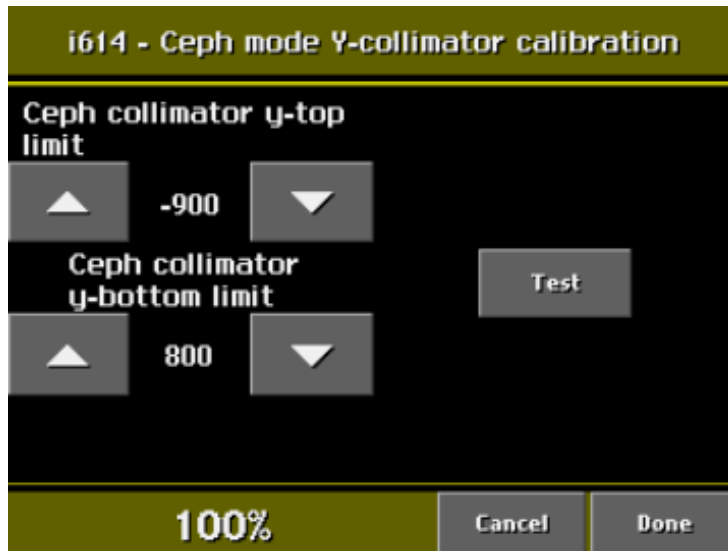 i614 - Ceph mode Y-collimator calibration
Ceph collimator y-top
limit
-900
Ceph collimator
y-bottom limit
Test
800
100%
Cancel
Done